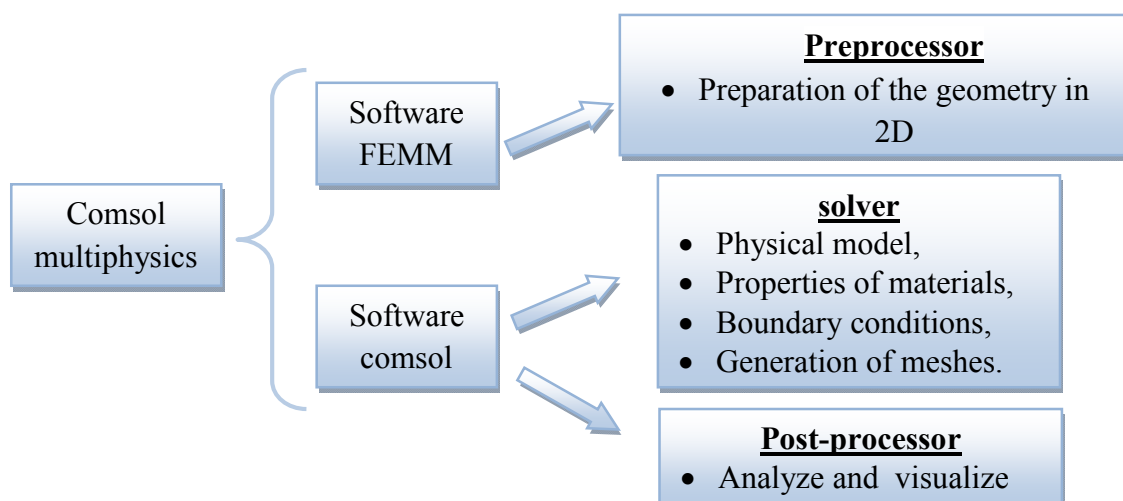 Comsol
multiphysics
Software
FEMM
Software
comsol
Preprocessor
• Preparation of the geometry in
2D
solver
• Physical model,
• Properties of materials,
• Boundary conditions,
• Generation of meshes.
Post-processor
• Analyze and visualize